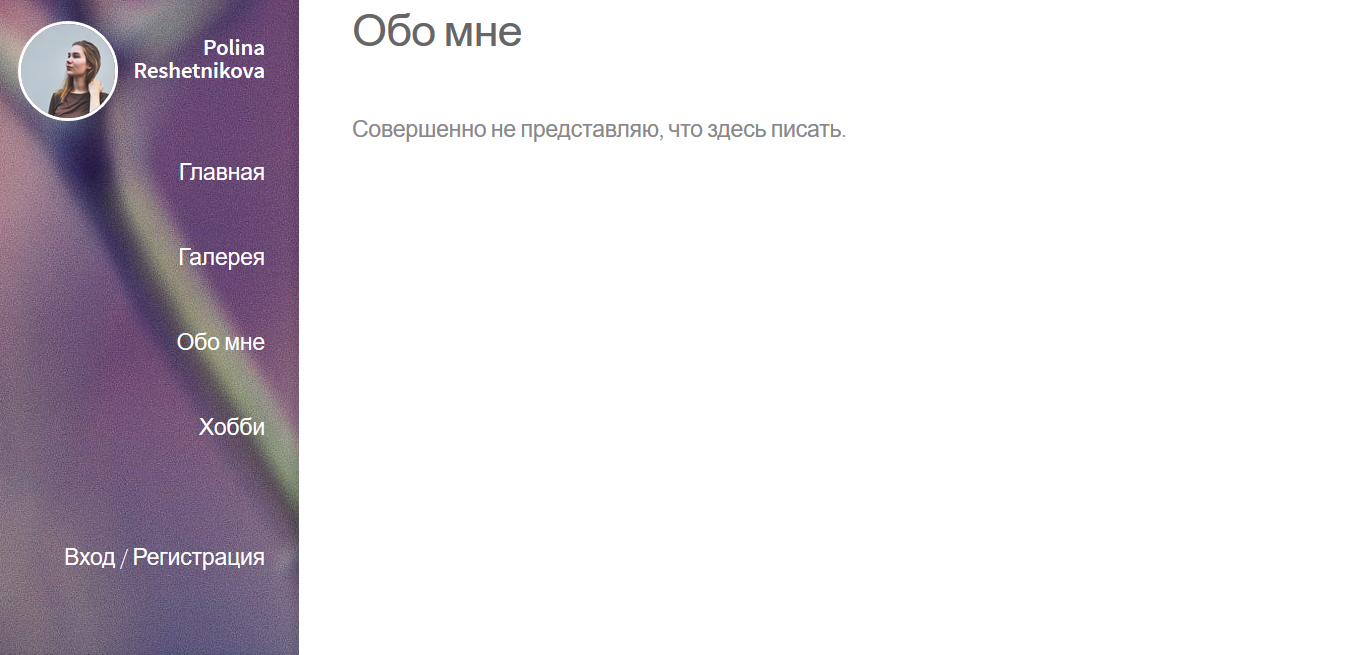 Polina
Reshetnikova
Главная
Галерея
Обо мне
Хобби
Вход / Регистрация
Обо мне
Совершенно не представляю, что здесь писать.